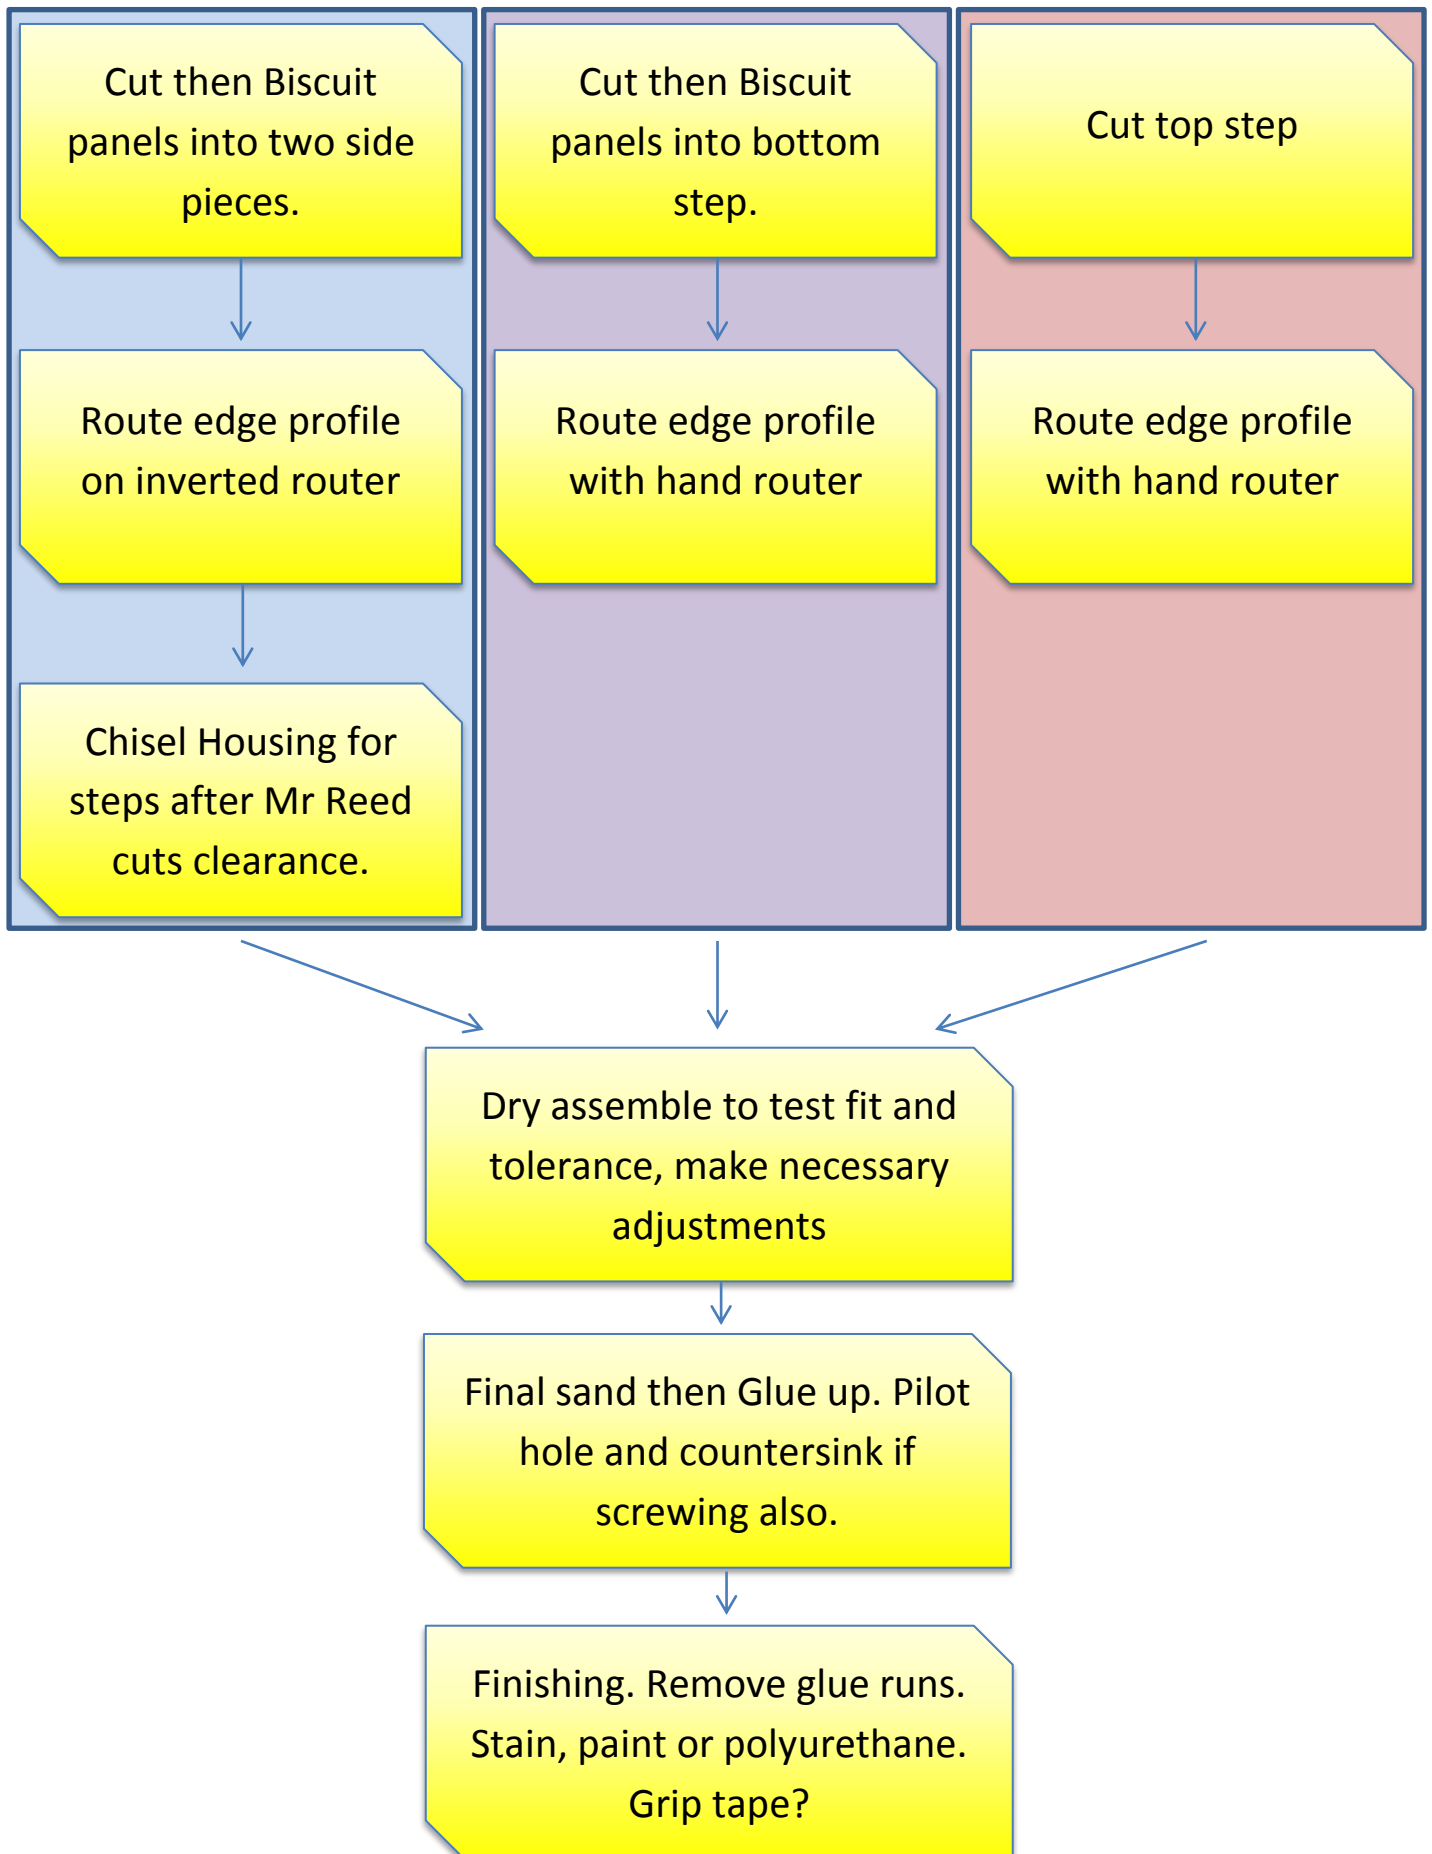 Cut then Biscuit
panels into two side
pieces.
Cut then Biscuit
panels into bottom
step.
Cut top step
Route edge profile
on inverted router
Route edge profile
with hand router
Route edge profile
with hand router
Chisel Housing for
steps after Mr Reed
cuts clearance.
Dry assemble to test fit and
tolerance, make necessary
adjustments
Final sand then Glue up. Pilot
hole and countersink if
screwing also.
Finishing. Remove glue runs.
Stain, paint or polyurethane.
Grip tape?